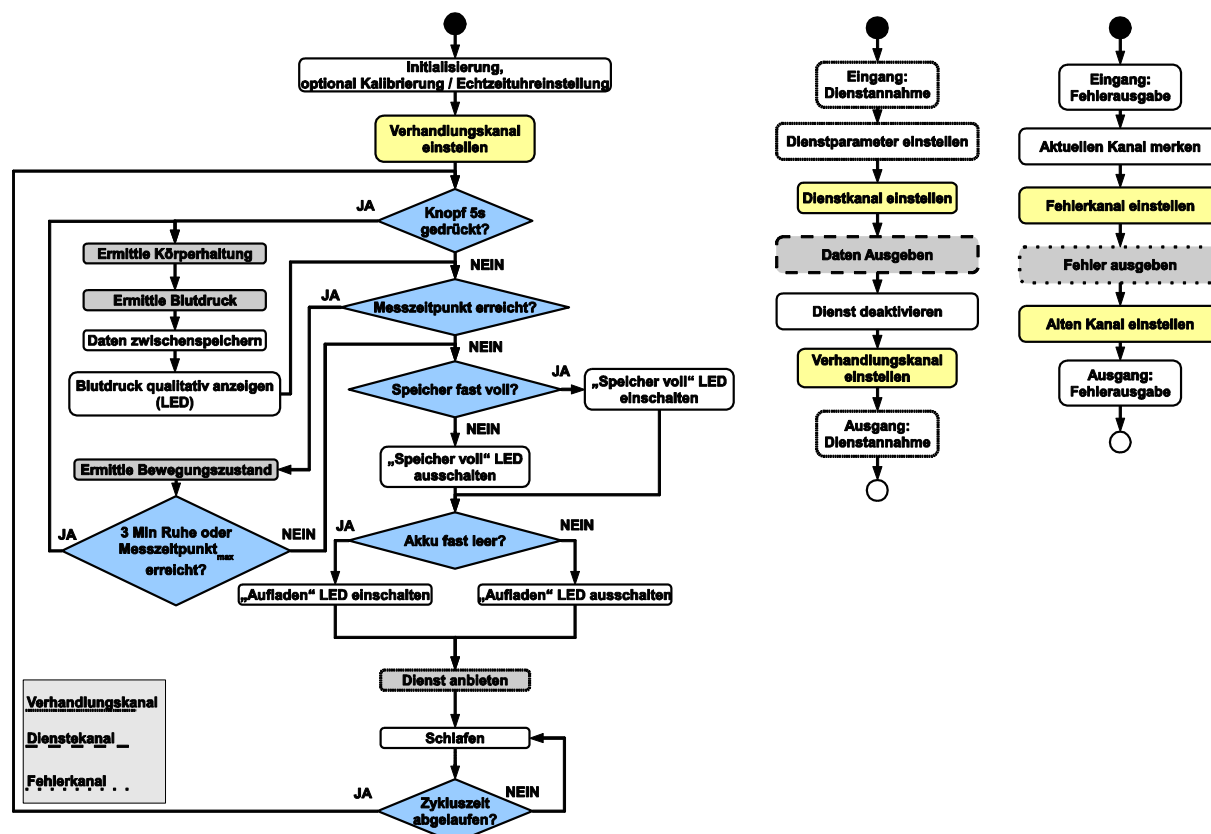 Initialisierung,
optional Kalibrierung / Echtzeituhreinstellung
Verhandlungskanal
einstellen
JA
Knopf 5s
gedrückt?
NEIN
Ermittle Körperhaltung
Ermittle Blutdruck
Daten zwischenspeichern
Blutdruck qualitativ anzeigen
(LED)
JA
Messzeitpunkt erreicht?
NEIN
Speicher fast voll?
JA
„Speicher voll“ LED
einschalten
NEIN
„Speicher voll“ LED
ausschalten
Ermittle Bewegungszustand
JA
3 Min Ruhe oder
Messzeitpunkt max
erreicht?
NEIN
JA
Akku fast leer?
NEIN
„Aufladen“ LED einschalten
„Aufladen“ LED ausschalten
Dienst anbieten
Schlafen
JA
Zykluszeit
abgelaufen?
NEIN
Verhandlungskanal
Dienstekanal
Fehlerkanal
Eingang:
Dienstannahme
Dienstparameter einstellen
Dienstkanal einstellen
Daten Ausgeben
Dienst deaktivieren
Verhandlungskanal
einstellen
Ausgang:
Dienstannahme
Eingang:
Fehlerausgabe
Aktuellen Kanal merken
Fehlerkanal einstellen
Fehler ausgeben
Alten Kanal einstellen
Ausgang:
Fehlerausgabe